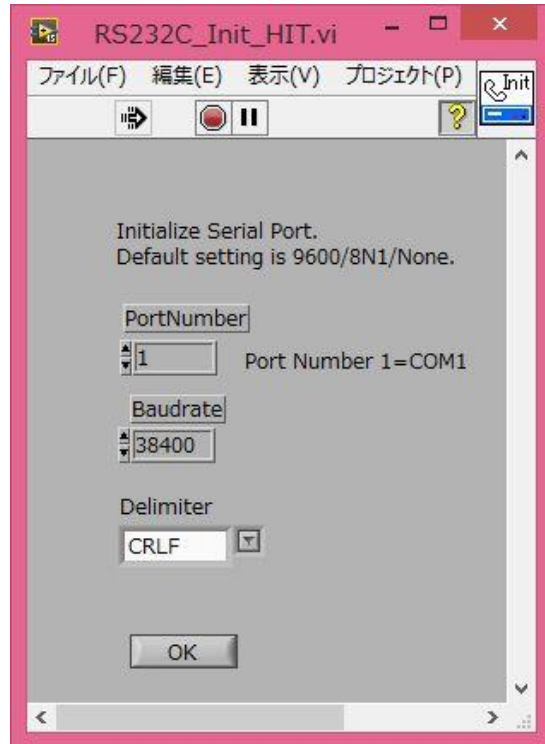 RS232C_Init_HIT.vi
ファイル(F) 編集(E) 表示(V) プロジェクト(P)
Init
Initialize Serial Port.
Default setting is 9600/8N1/None.
PortNumber
1 Port Number 1=COM1
Baudrate
38400
Delimiter
CRLF
OK